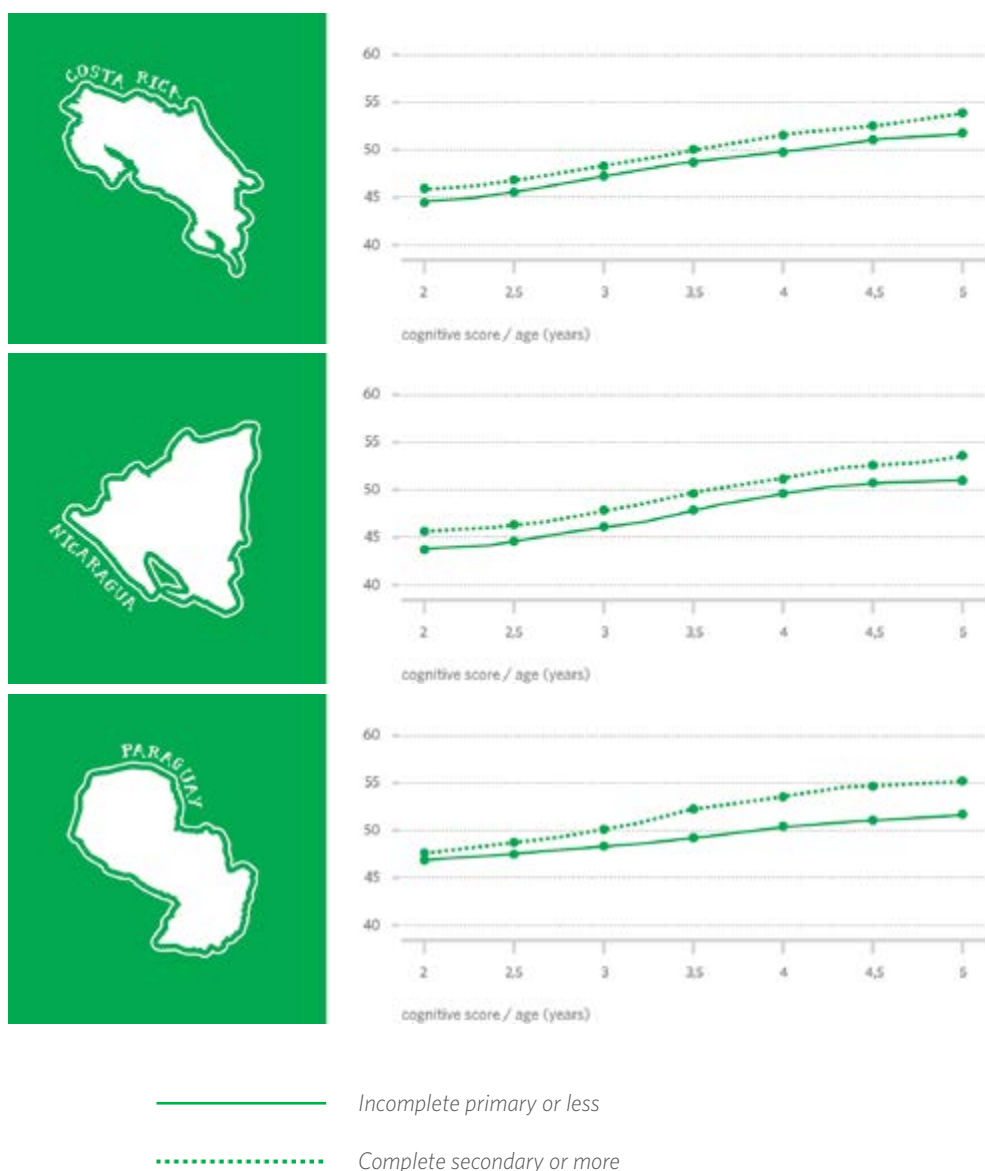 COSTA RICA
60
55
50
45
40
2 2,5 3 3,5 4 4,5 5
cognitive score / age (years)
NICARAGUA
60
55
50
45
40
2 2,5 3 3,5 4 4,5 5
cognitive score / age (years)
PARAGUAY
60
55
50
45
40
2 2,5 3 3,5 4 4,5 5
cognitive score / age (years)
Incomplete primary or less
Complete secondary or more